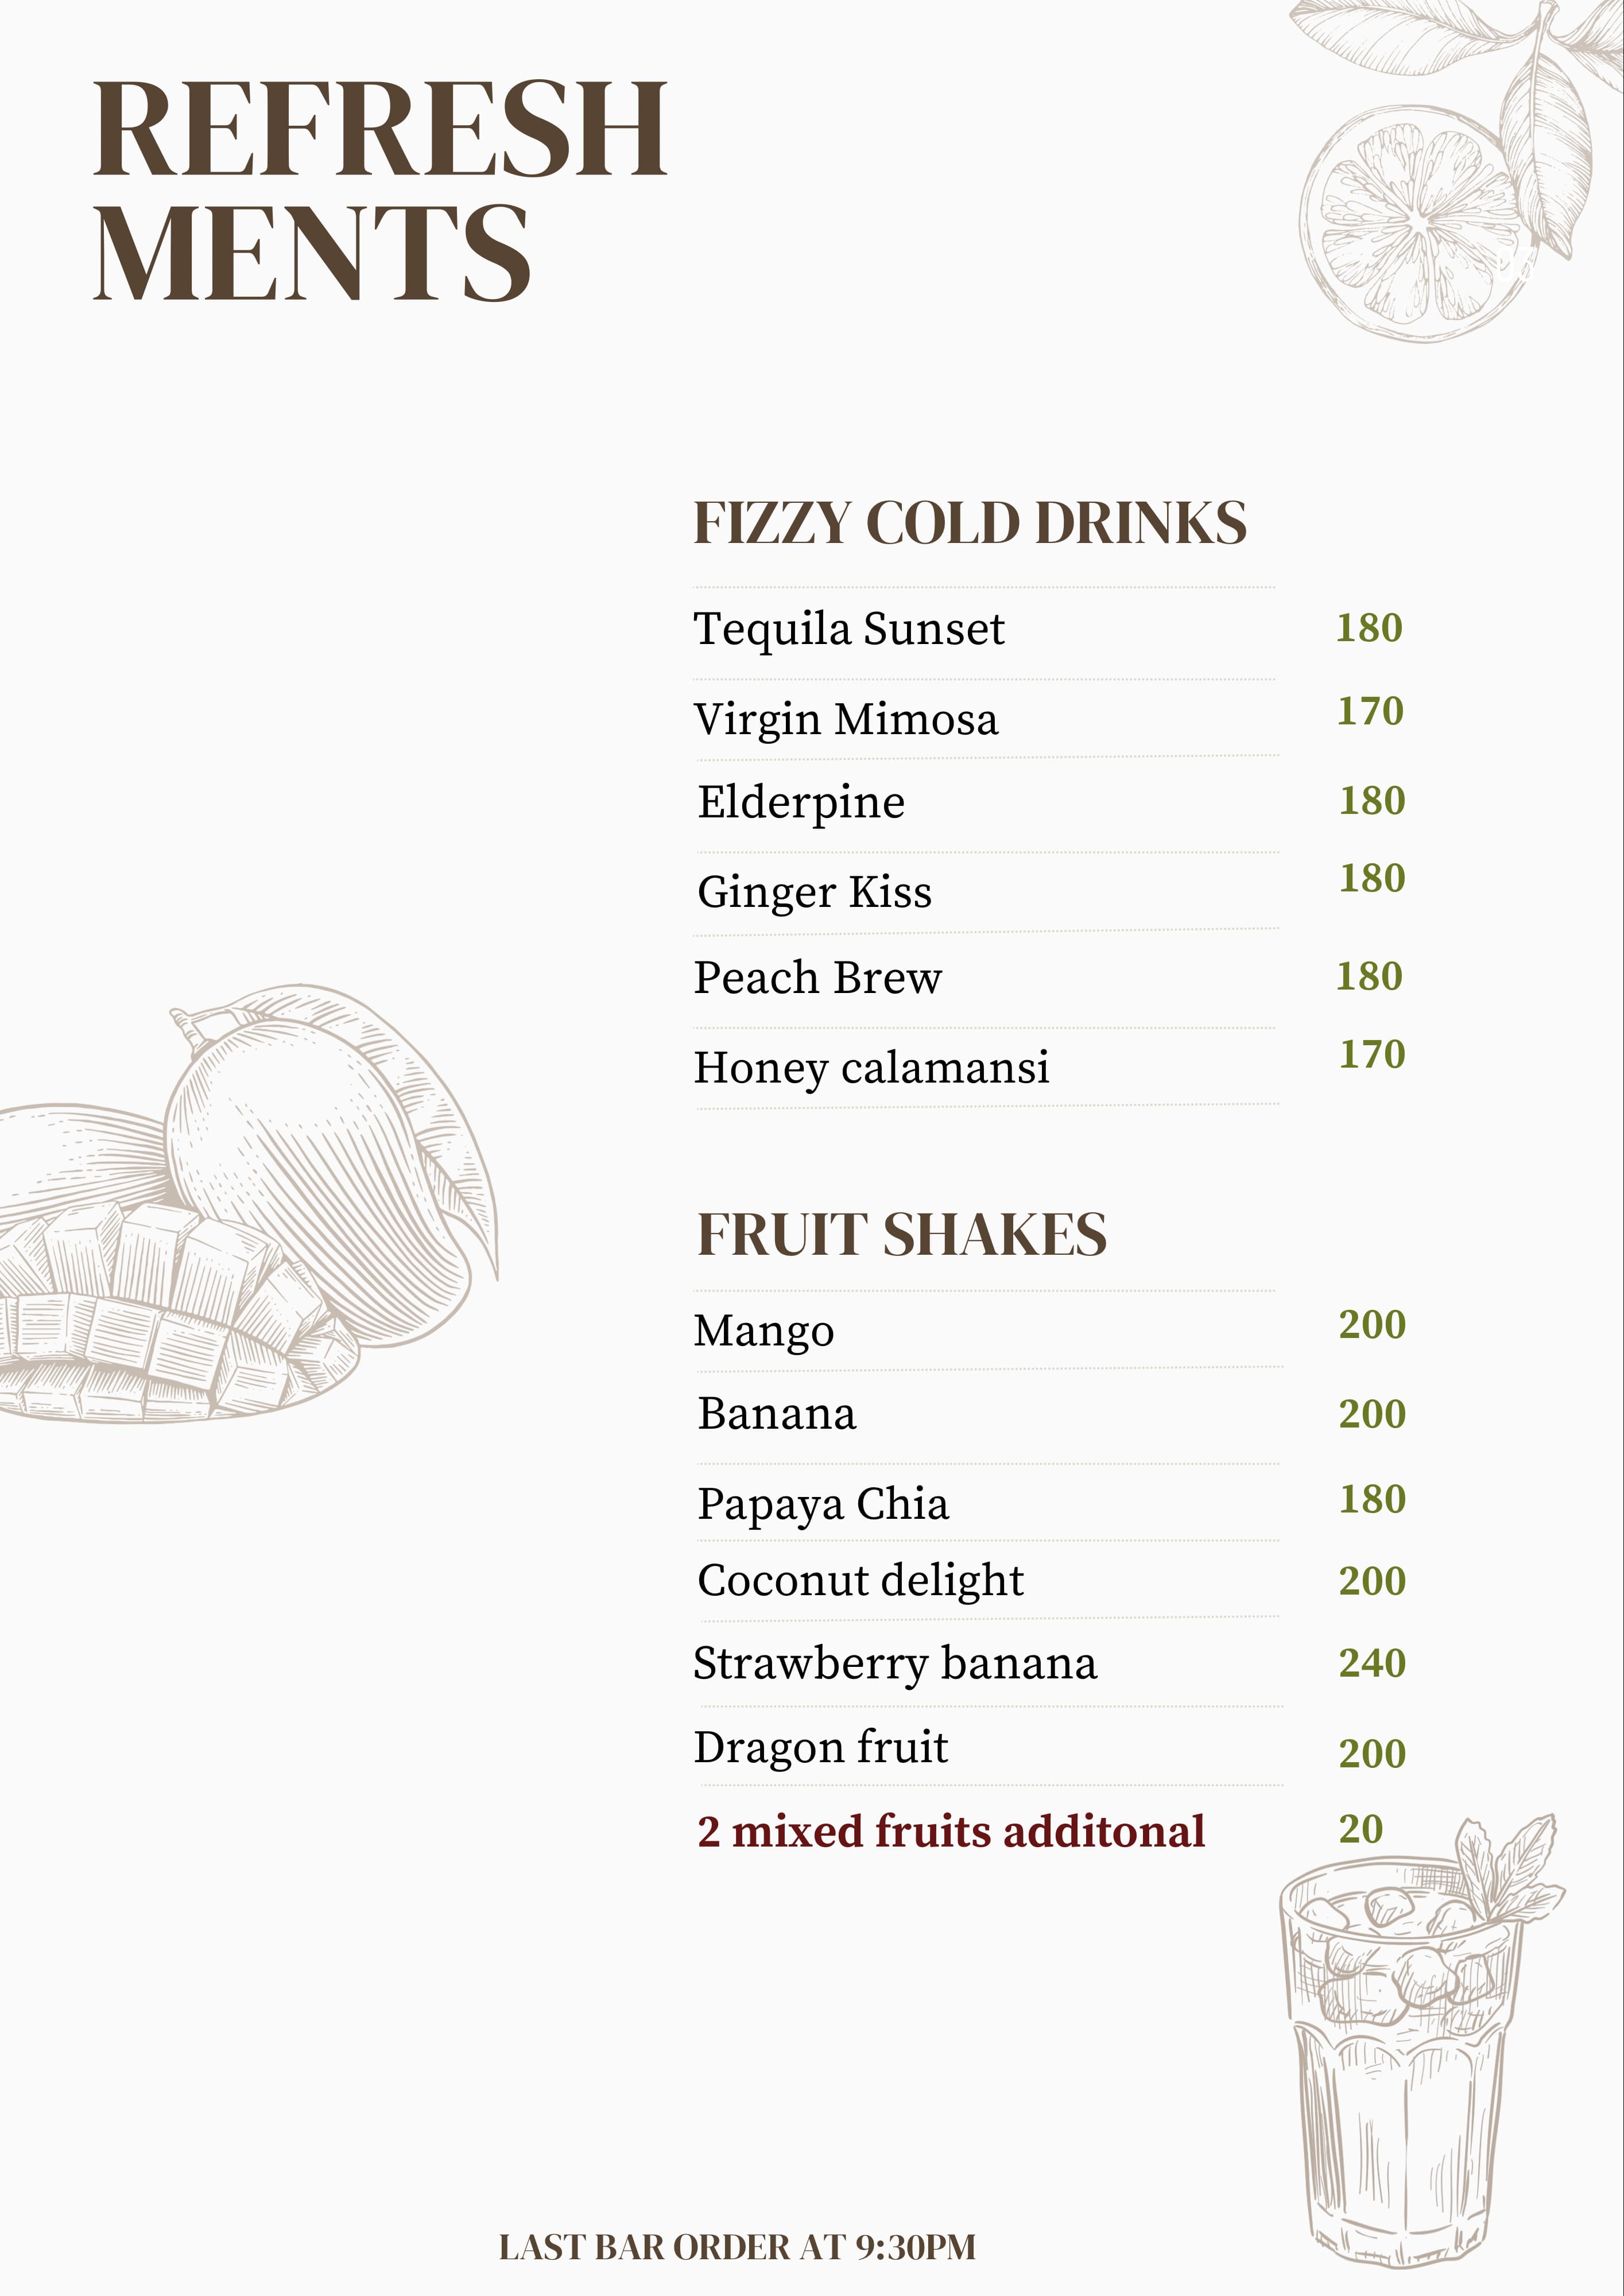 REFRESH
MENTS
FIZZY COLD DRINKS
Tequila Sunset 180
Virgin Mimosa 170
Elderpine 180
Ginger Kiss 180
Peach Brew 180
Honey calamansi 170
FRUIT SHAKES
Mango 200
Banana 200
Papaya Chia 180
Coconut delight 200
Strawberry banana 240
Dragon fruit 200
2 mixed fruits additonal 20
LAST BAR ORDER AT 9:30PM